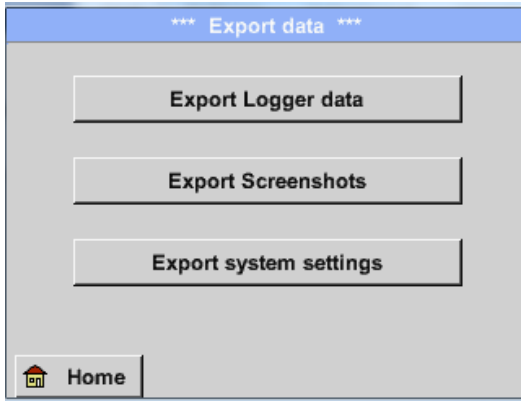 *** Export data ***
Export Logger data
Export Screenshots
Export system settings
Home